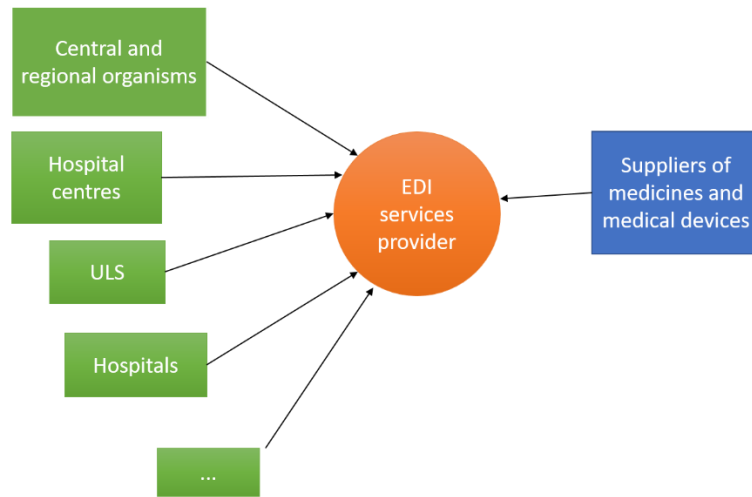 Central and
regional organisms
Hospital
centres
ULS
Hospitals
...
EDI
services
provider
Suppliers of
medicines and
medical devices